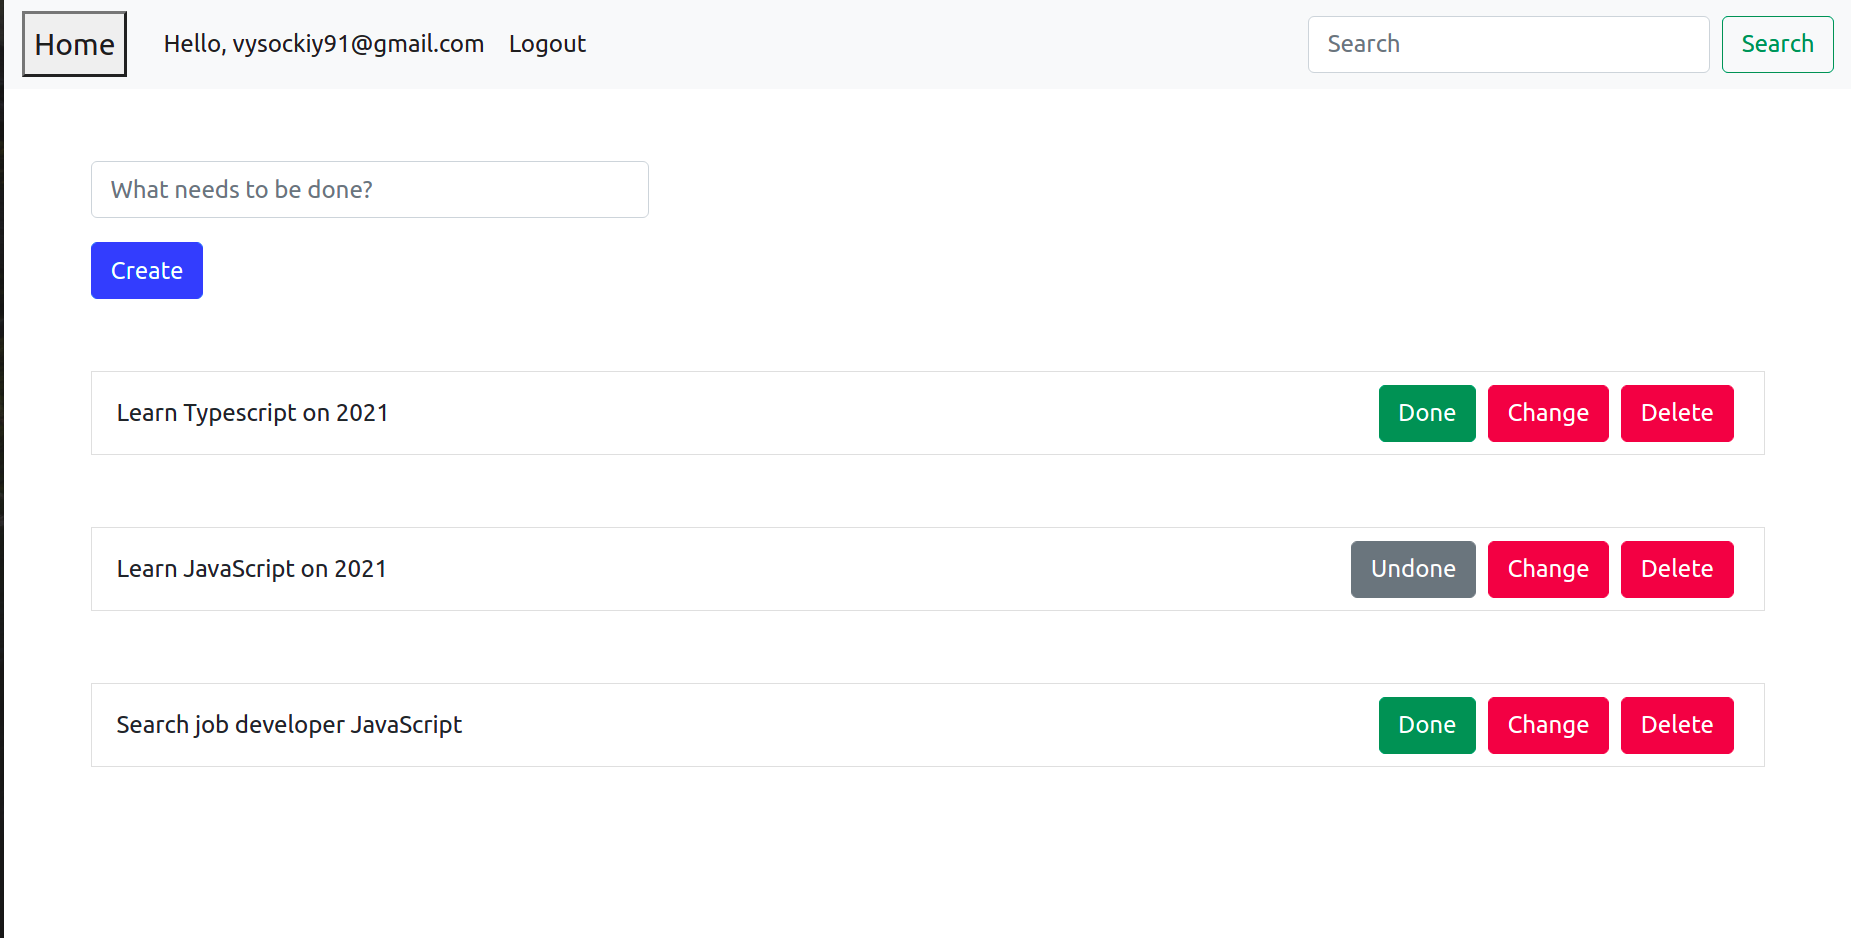 Home Hello, vysockiy91@gmail.com Logout Search Search
What needs to be done?
Create
Learn Typescript on 2021 Done Change Delete
Learn JavaScript on 2021 Undone Change Delete
Search job developer JavaScript Done Change Delete